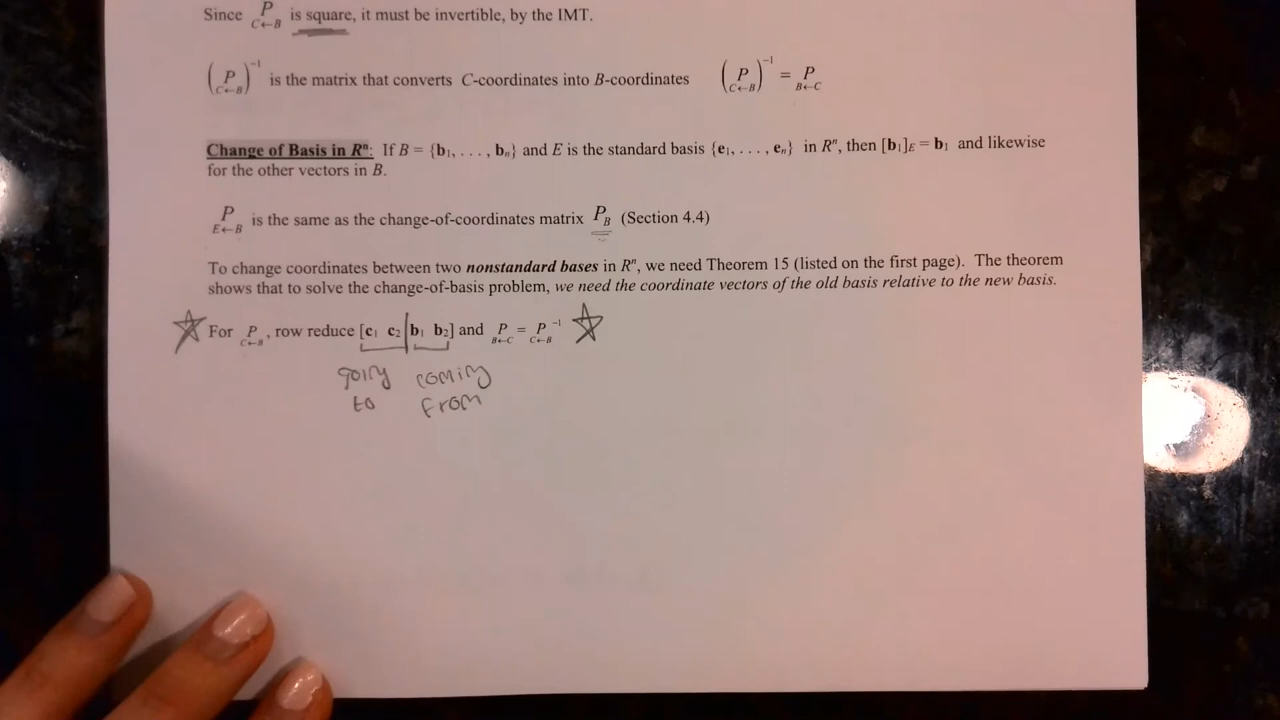 Since P C←B is square, it must be invertible, by the IMT.
(P C←B)⁻¹ is the matrix that converts C-coordinates into B-coordinates (P C←B)⁻¹ = P B←C
Change of Basis in Rⁿ: If B = {b₁, . . . , bₙ} and E is the standard basis {e₁, . . . , eₙ} in Rⁿ, then [b₁]_E = b₁ and likewise
for the other vectors in B.
P E←B is the same as the change-of-coordinates matrix P_B (Section 4.4)
To change coordinates between two nonstandard bases in Rⁿ, we need Theorem 15 (listed on the first page). The theorem
shows that to solve the change-of-basis problem, we need the coordinate vectors of the old basis relative to the new basis.
☆ For P C←B, row reduce [c₁ c₂ | b₁ b₂] and P B←C = P C←B ⁻¹ ☆
going coming
to from